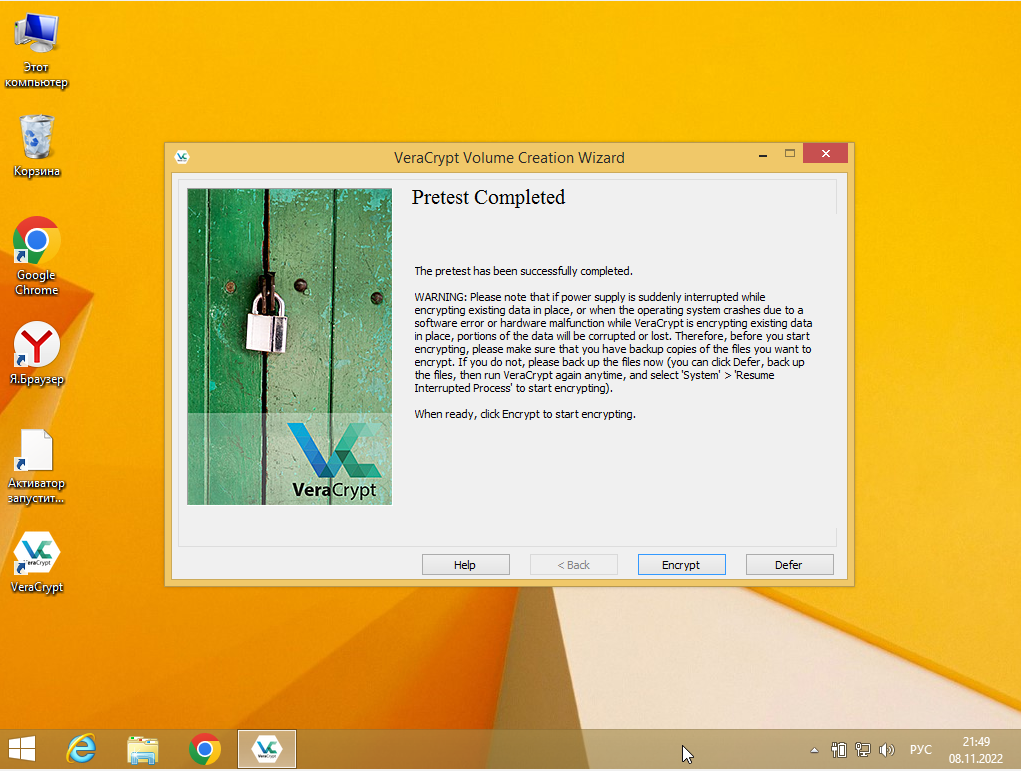 Этот
компьютер
Корзина
Google
Chrome
Я.Браузер
Активатор
запустит...
VeraCrypt
VeraCrypt Volume Creation Wizard
Pretest Completed
The pretest has been successfully completed.
WARNING: Please note that if power supply is suddenly interrupted while
encrypting existing data in place, or when the operating system crashes due to a
software error or hardware malfunction while VeraCrypt is encrypting existing data
in place, portions of the data will be corrupted or lost. Therefore, before you start
encrypting, please make sure that you have backup copies of the files you want to
encrypt. If you do not, please back up the files now (you can click Defer, back up
the files, then run VeraCrypt again anytime, and select 'System' > 'Resume
Interrupted Process' to start encrypting).
When ready, click Encrypt to start encrypting.
VeraCrypt
Help
< Back
Encrypt
Defer
VeraCrypt
РУС
21:49
08.11.2022